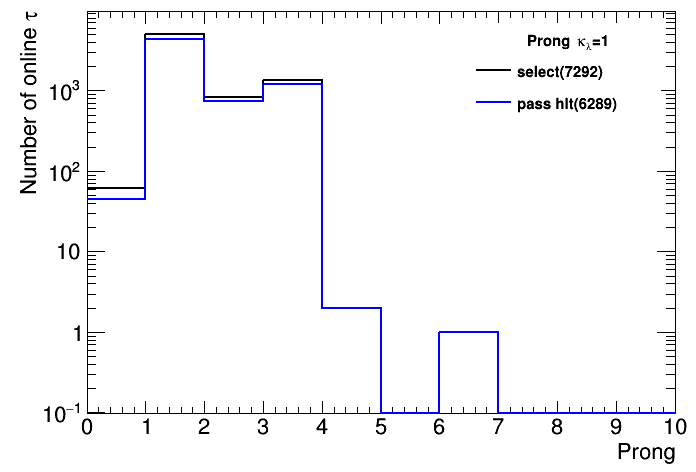 Number of online τ
Prong κλ=1
select(7292)
pass hlt(6289)
10³
10²
10
1
10⁻¹
0 1 2 3 4 5 6 7 8 9 10
Prong